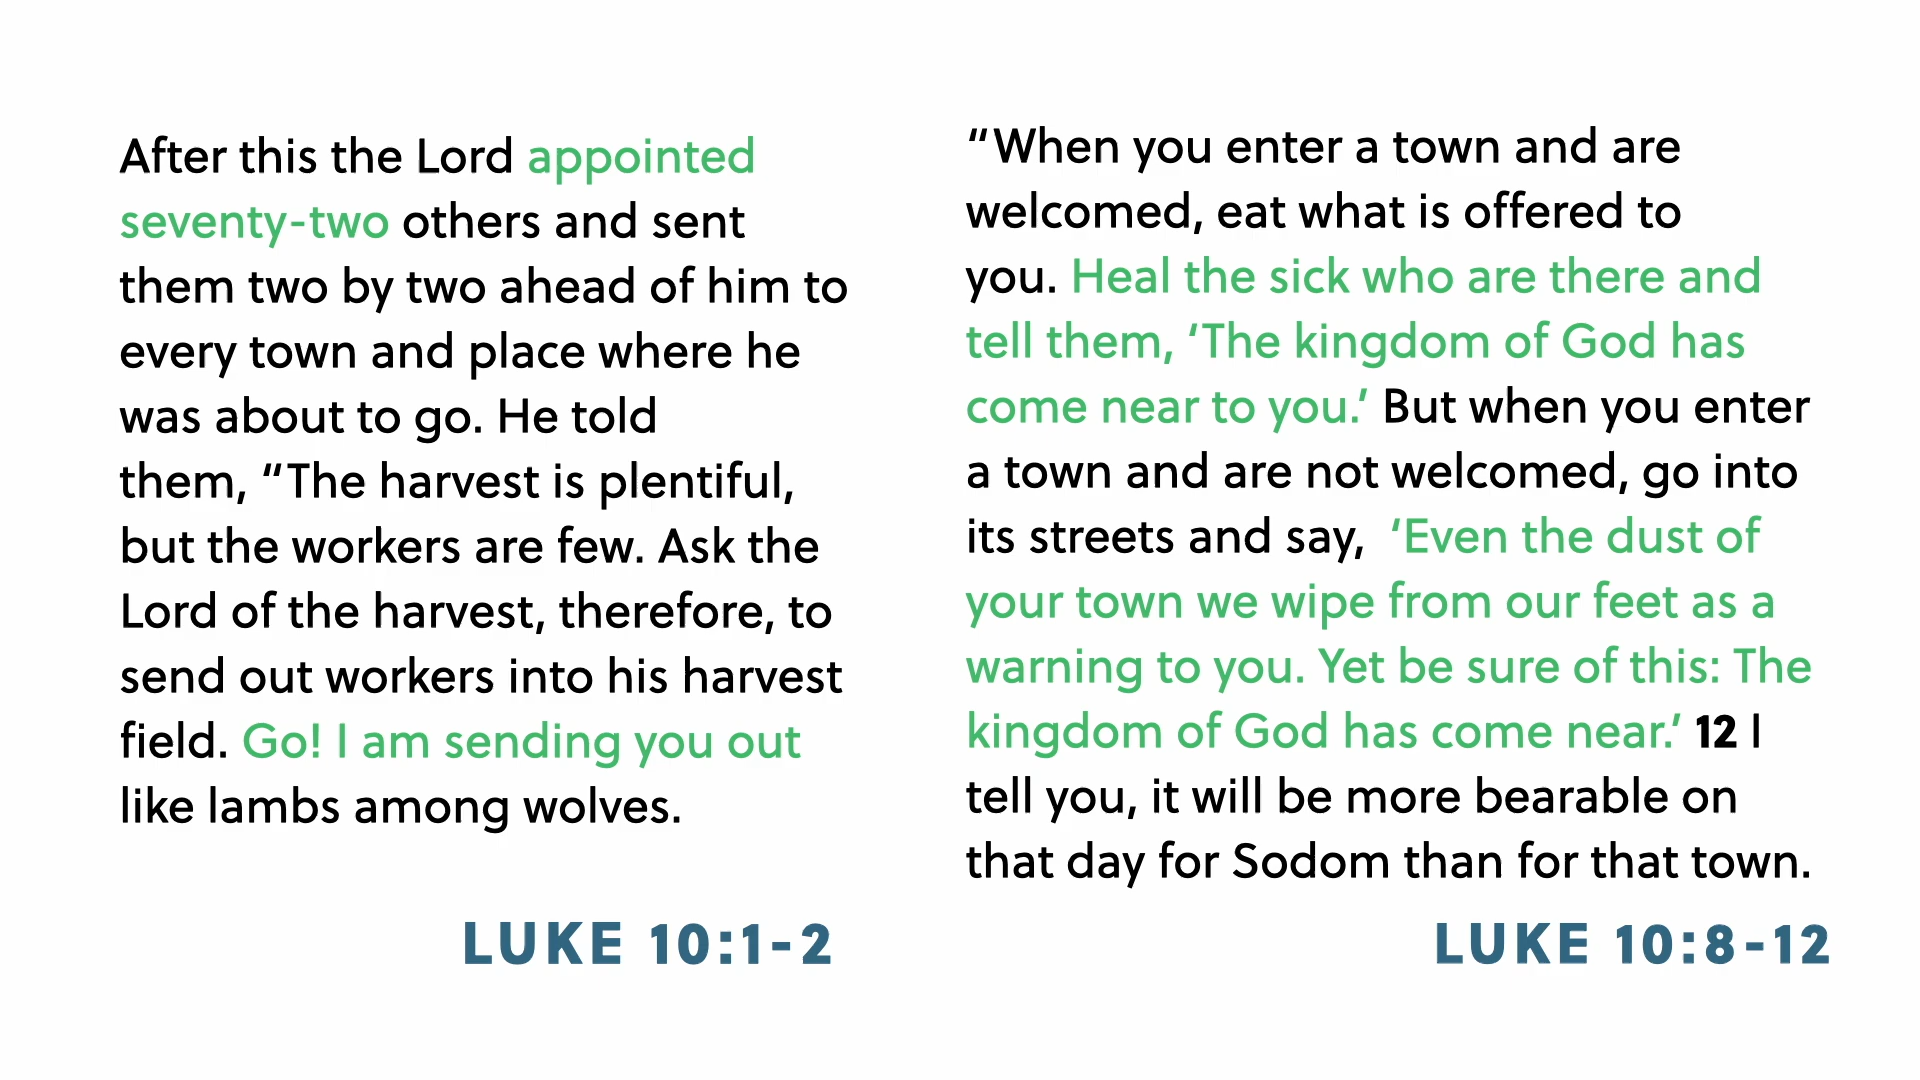 After this the Lord appointed
seventy-two others and sent
them two by two ahead of him to
every town and place where he
was about to go. He told
them, “The harvest is plentiful,
but the workers are few. Ask the
Lord of the harvest, therefore, to
send out workers into his harvest
field. Go! I am sending you out
like lambs among wolves.
LUKE 10:1-2
“When you enter a town and are
welcomed, eat what is offered to
you. Heal the sick who are there and
tell them, ‘The kingdom of God has
come near to you.’ But when you enter
a town and are not welcomed, go into
its streets and say,  ‘Even the dust of
your town we wipe from our feet as a
warning to you. Yet be sure of this: The
kingdom of God has come near.’ 12 I
tell you, it will be more bearable on
that day for Sodom than for that town.
LUKE 10:8-12